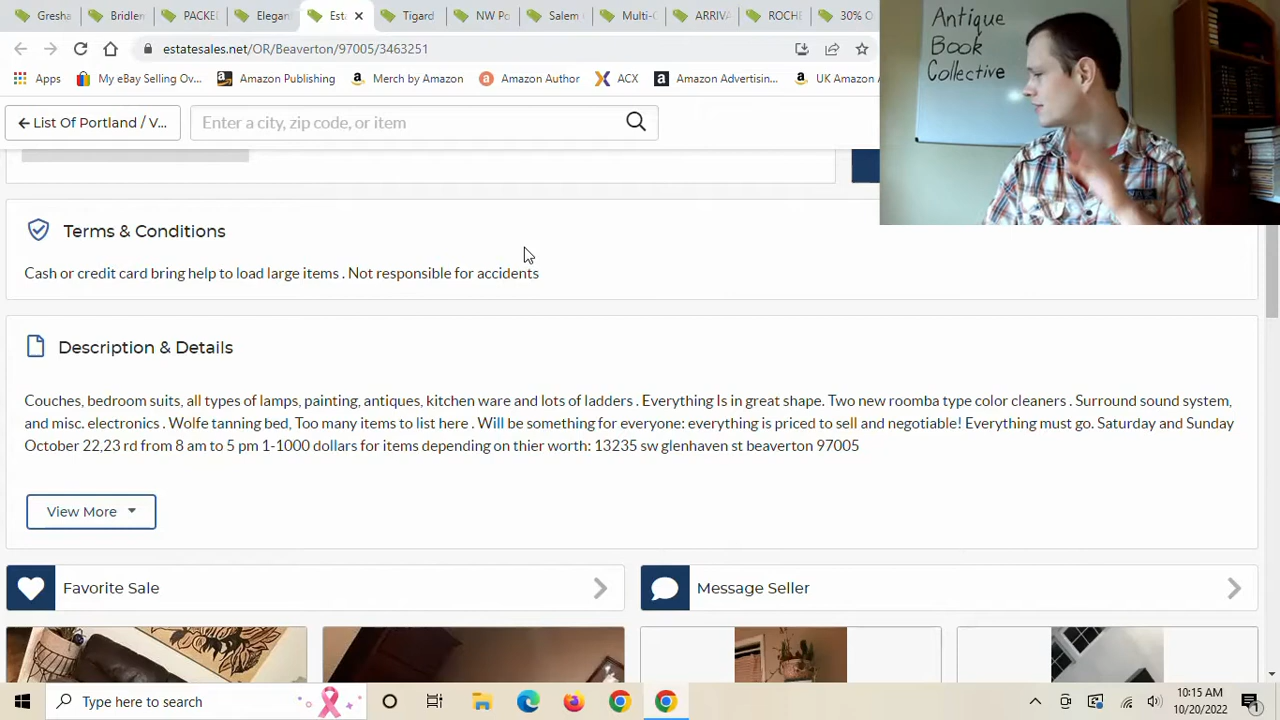 Gresha
Bridler
PACKE
Elegan
Est
Tigard
NW Po
Salem
Multi-
ARRIVA
ROCHE
30% O
estatesales.net/OR/Beaverton/97005/3463251
Apps
My eBay Selling Ov...
Amazon Publishing
Merch by Amazon
Amazon Author
ACX
Amazon Advertisin...
UK Amazon
Antique
Book
Collective
List Of Portland / V...
Enter a city, zip code, or item
Terms & Conditions
Cash or credit card bring help to load large items . Not responsible for accidents
Description & Details
Couches, bedroom suits, all types of lamps, painting, antiques, kitchen ware and lots of ladders . Everything Is in great shape. Two new roomba type color cleaners . Surround sound system,
and misc. electronics . Wolfe tanning bed, Too many items to list here . Will be something for everyone: everything is priced to sell and negotiable! Everything must go. Saturday and Sunday
October 22,23 rd from 8 am to 5 pm 1-1000 dollars for items depending on thier worth: 13235 sw glenhaven st beaverton 97005
View More
Favorite Sale
Message Seller
Type here to search
10:15 AM
10/20/2022